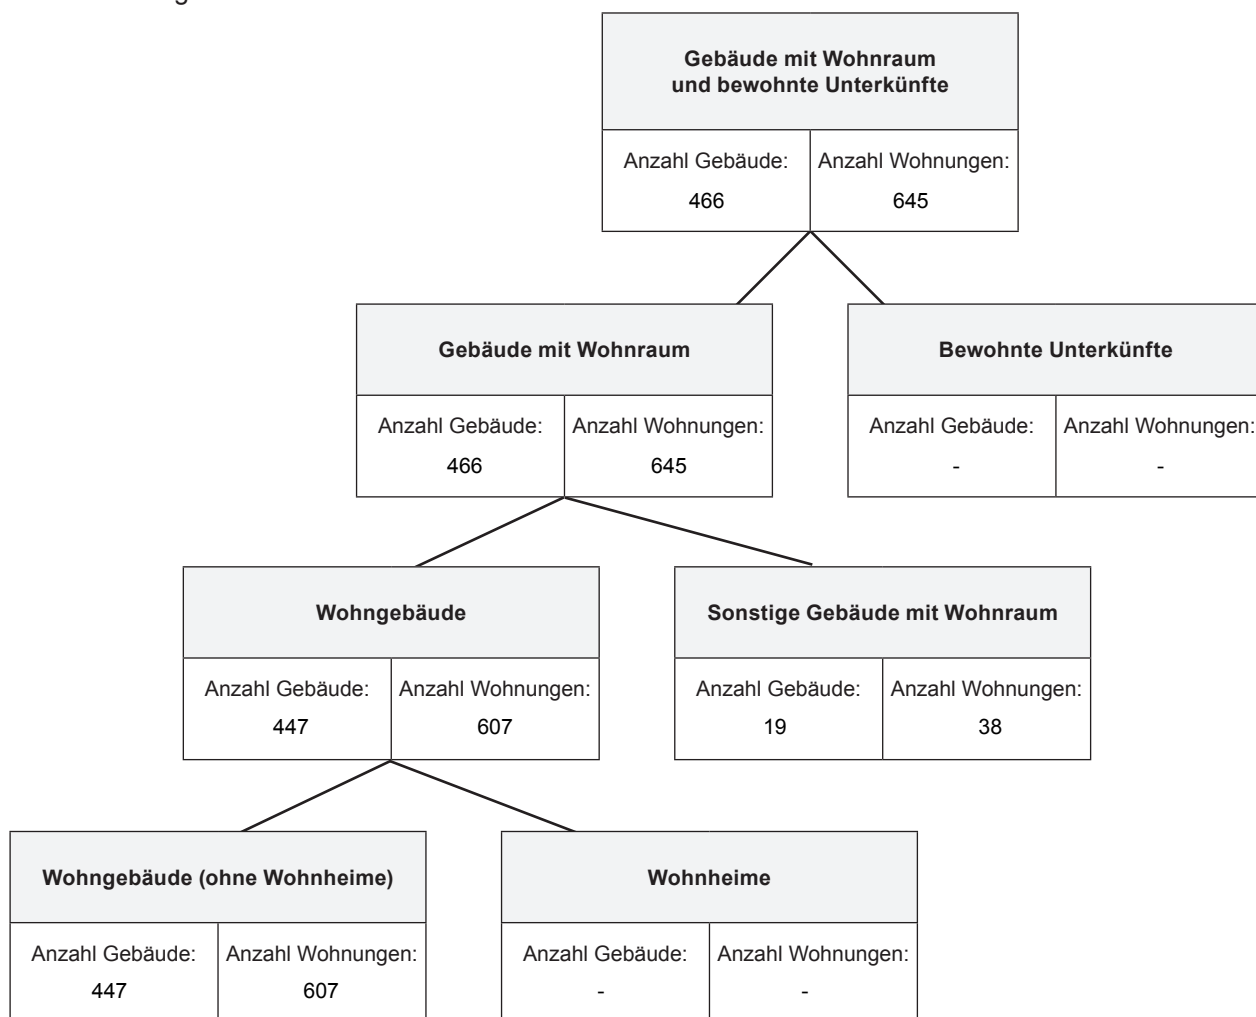 Gebäude mit Wohnraum
und bewohnte Unterkünfte
Anzahl Gebäude: Anzahl Wohnungen:
466 645
Gebäude mit Wohnraum Bewohnte Unterkünfte
Anzahl Gebäude: Anzahl Wohnungen: Anzahl Gebäude: Anzahl Wohnungen:
466 645 - -
Wohngebäude Sonstige Gebäude mit Wohnraum
Anzahl Gebäude: Anzahl Wohnungen: Anzahl Gebäude: Anzahl Wohnungen:
447 607 19 38
Wohngebäude (ohne Wohnheime) Wohnheime
Anzahl Gebäude: Anzahl Wohnungen: Anzahl Gebäude: Anzahl Wohnungen:
447 607 - -